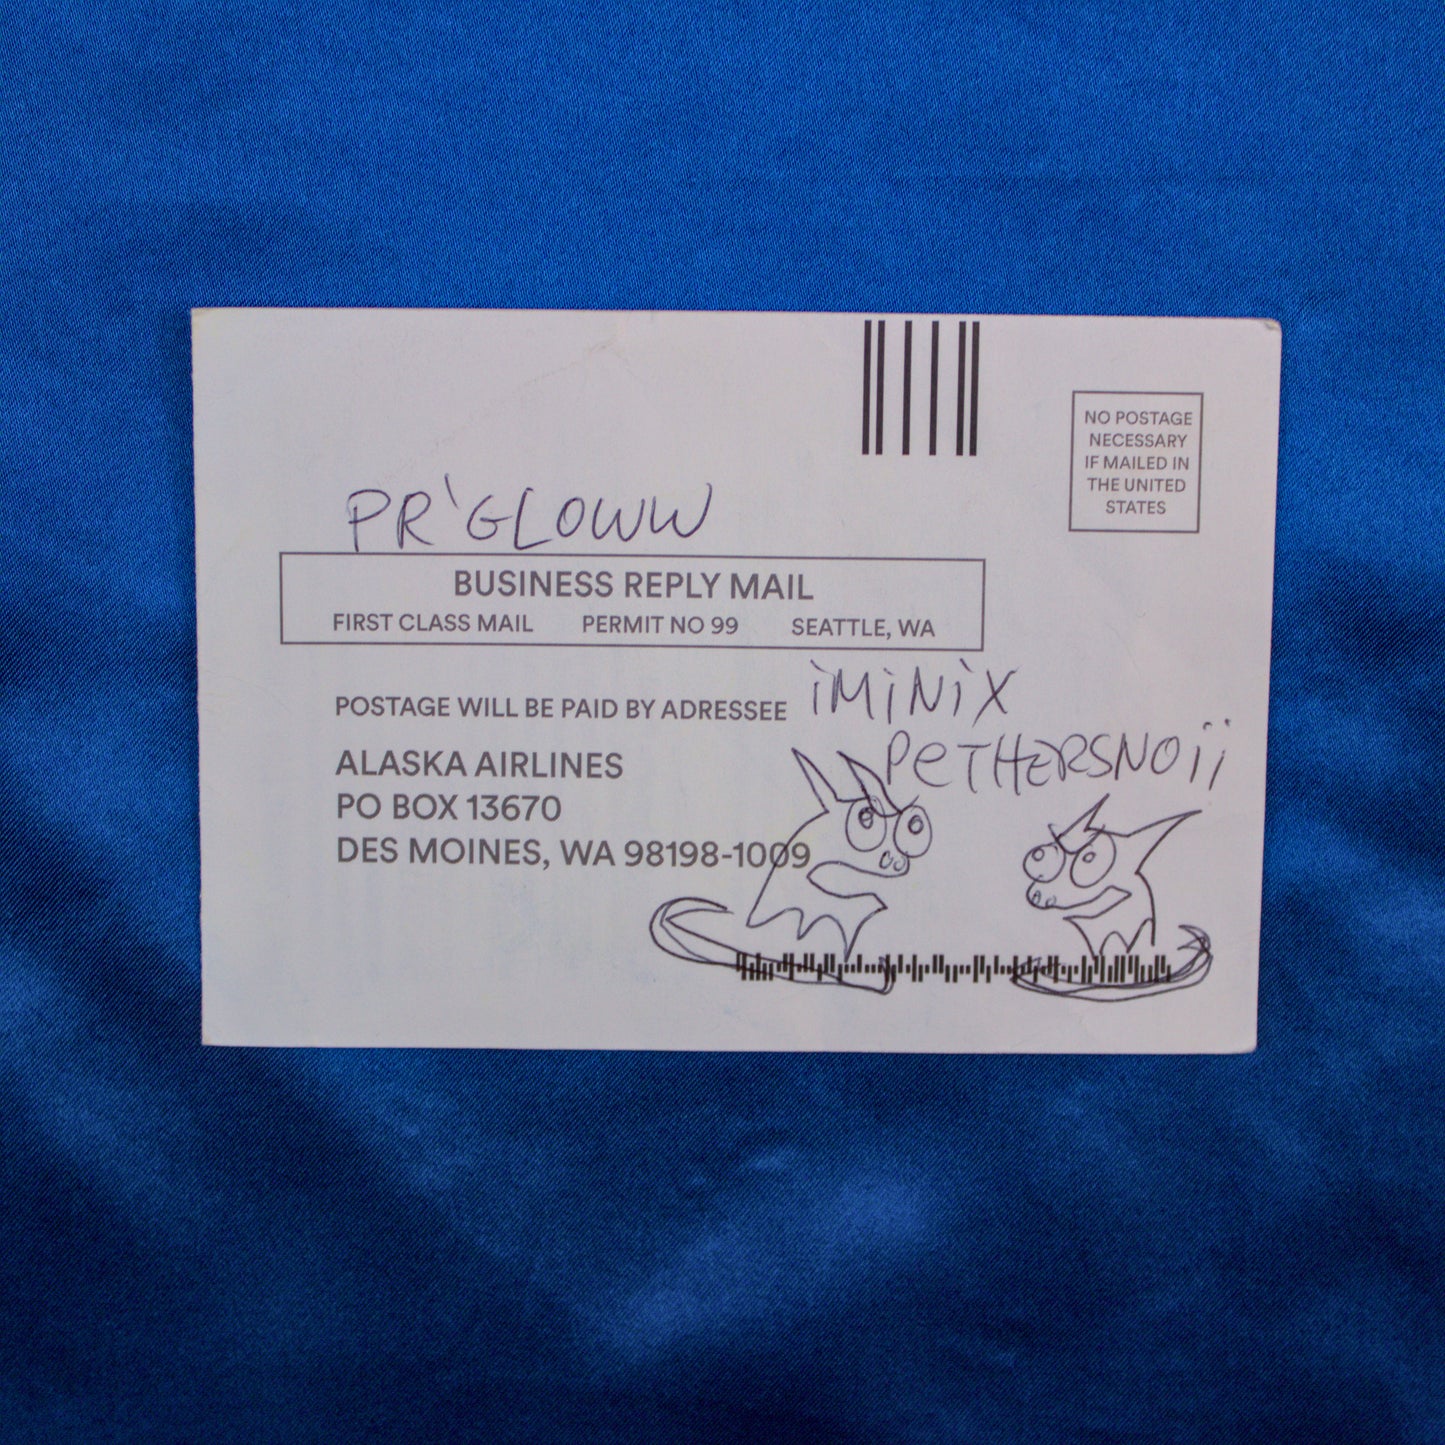 NO POSTAGE
NECESSARY
IF MAILED IN
THE UNITED
STATES
PR'GLOWW
BUSINESS REPLY MAIL
FIRST CLASS MAIL PERMIT NO 99 SEATTLE, WA
iMiNiX
POSTAGE WILL BE PAID BY ADRESSEE
PeTHeRSNOii
ALASKA AIRLINES
PO BOX 13670
DES MOINES, WA 98198-1009